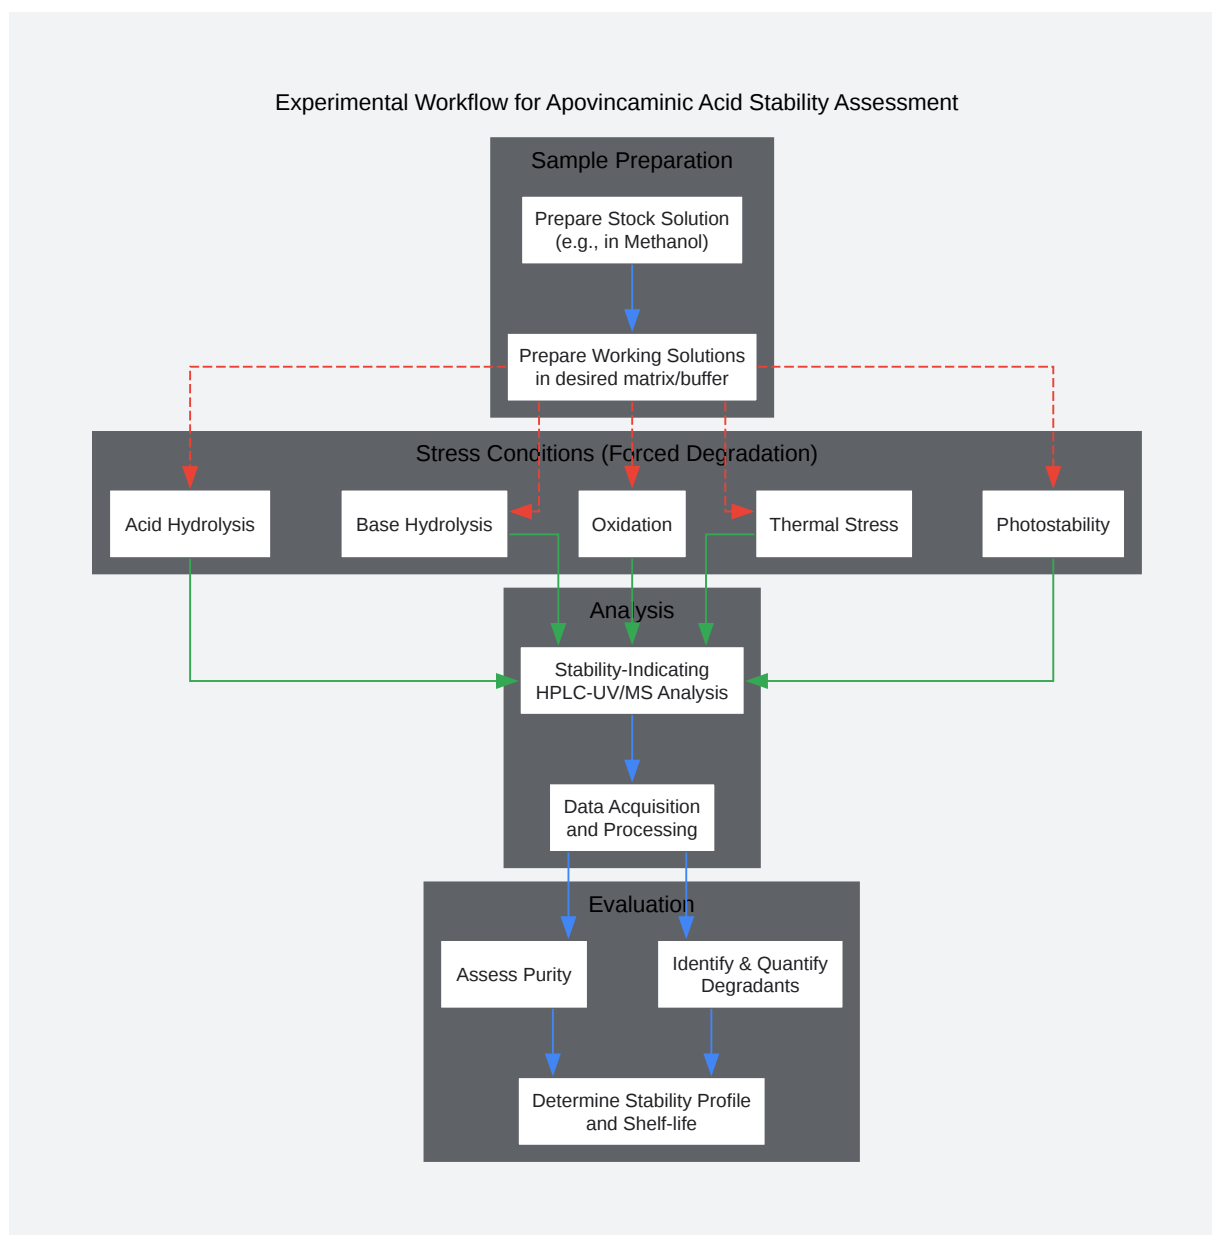 Experimental Workflow for Apovincaminic Acid Stability Assessment
Sample Preparation
Prepare Stock Solution
(e.g., in Methanol)
Prepare Working Solutions
in desired matrix/buffer
Stress Conditions (Forced Degradation)
Acid Hydrolysis
Base Hydrolysis
Oxidation
Thermal Stress
Photostability
Analysis
Stability-Indicating
HPLC-UV/MS Analysis
Data Acquisition
and Processing
Evaluation
Assess Purity
Identify & Quantify
Degradants
Determine Stability Profile
and Shelf-life